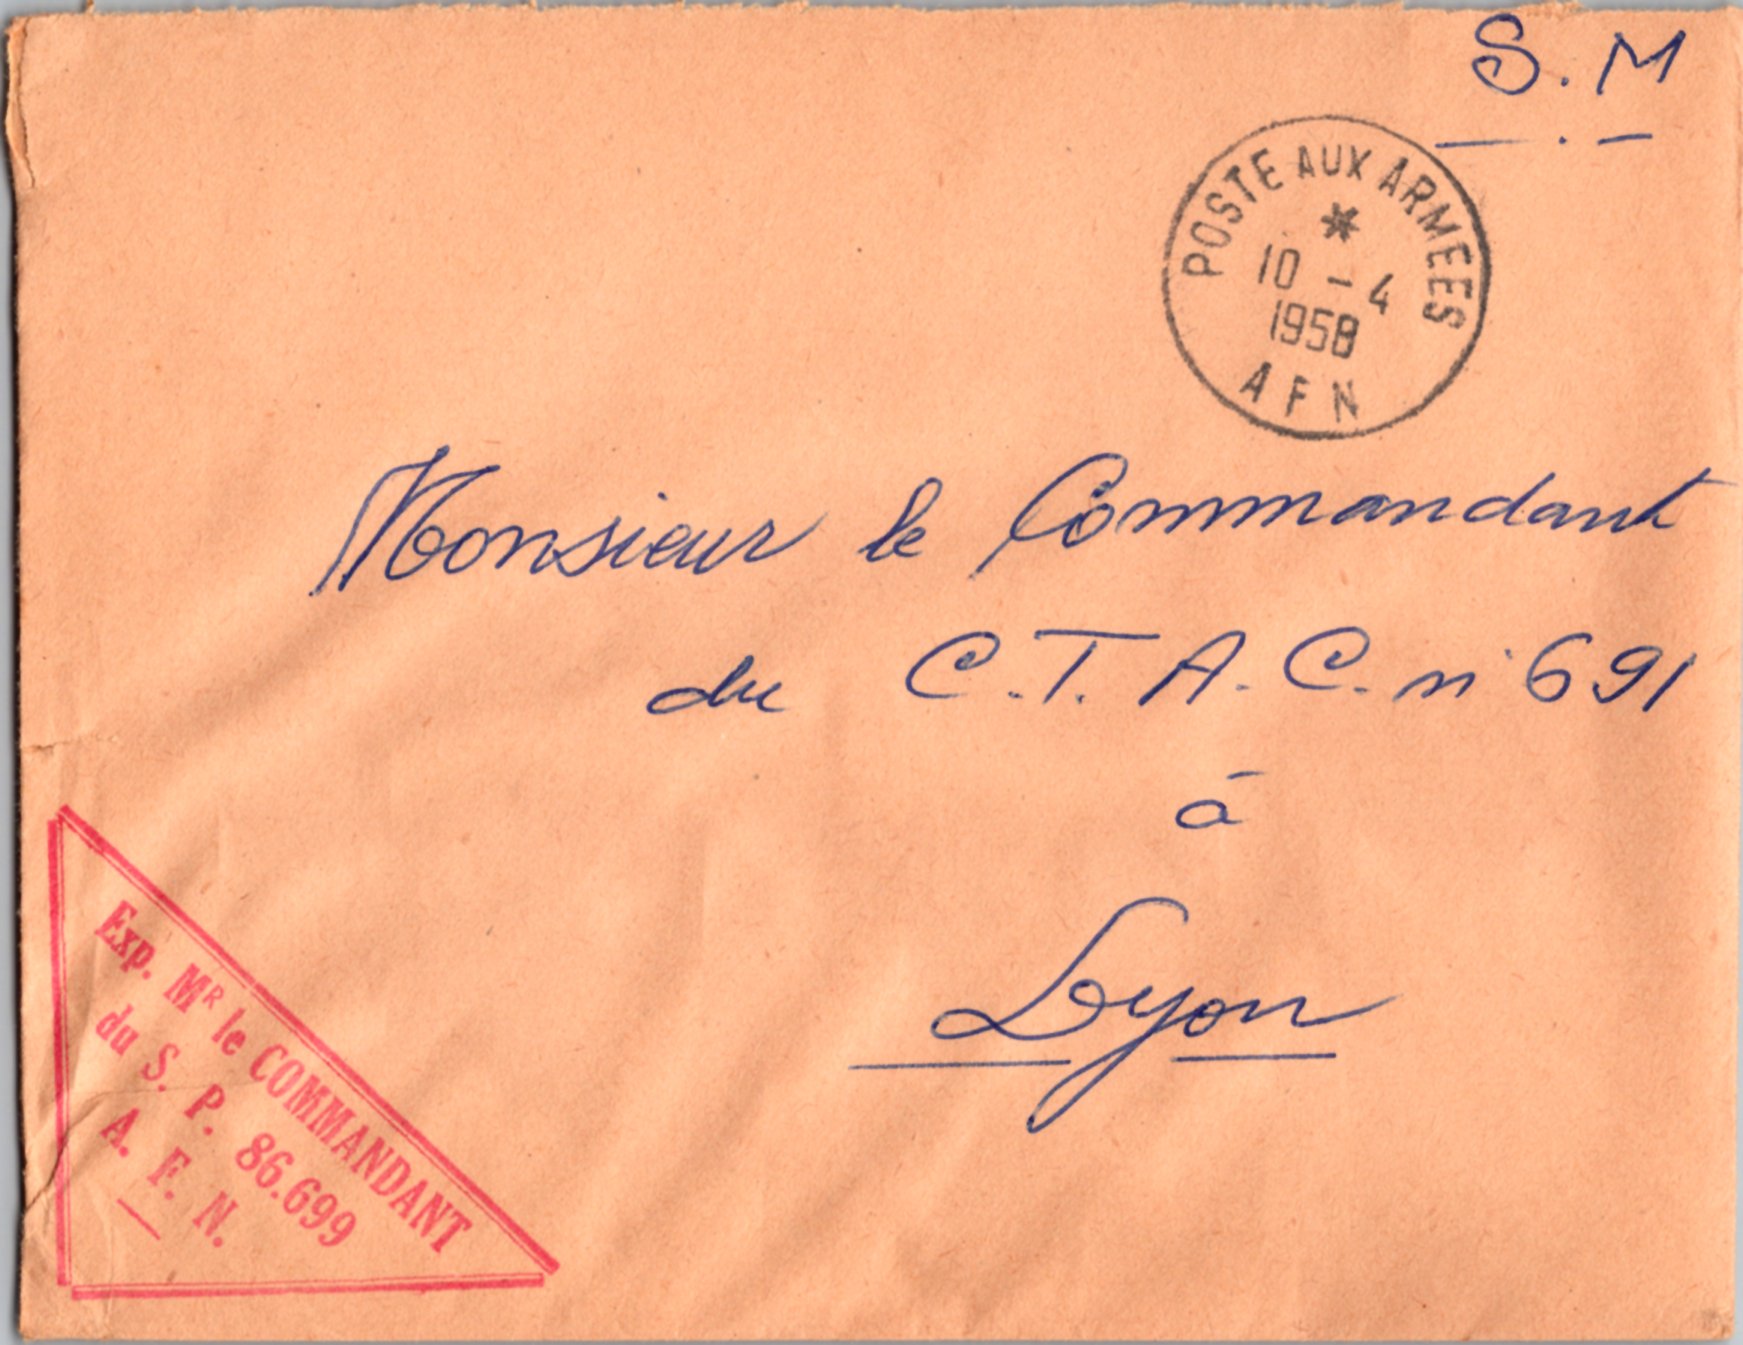 S.M
POSTE AUX ARMEES
*
10 - 4
1958
A F N
Monsieur le Commandant
du C.T.A.C. n° 691
à
Lyon
Exp. MR le COMMANDANT
du S. P. 86.699
A. F. N.